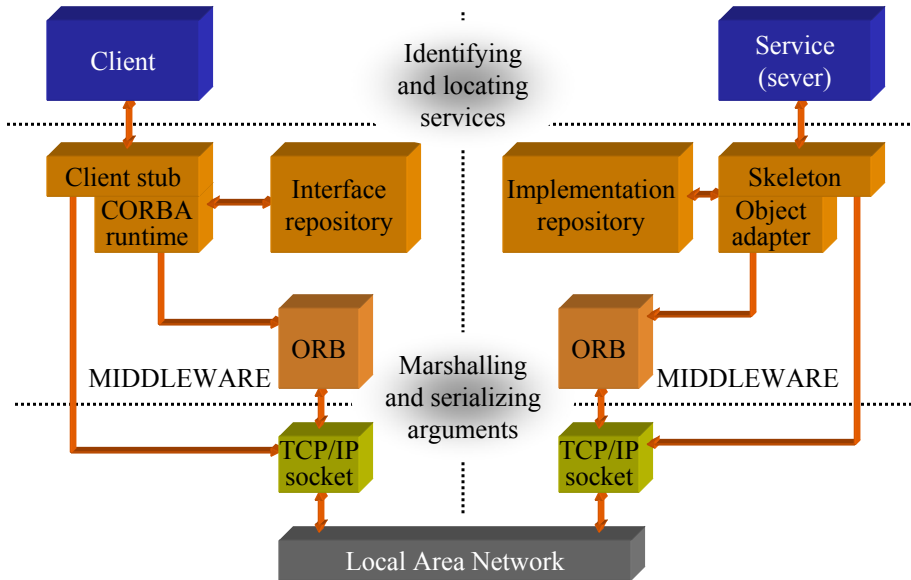 Client
Identifying
and locating
services
Service
(sever)
Client stub
CORBA
runtime
Interface
repository
Implementation
repository
Skeleton
Object
adapter
ORB
ORB
MIDDLEWARE
Marshalling
and serializing
arguments
MIDDLEWARE
TCP/IP
socket
TCP/IP
socket
Local Area Network